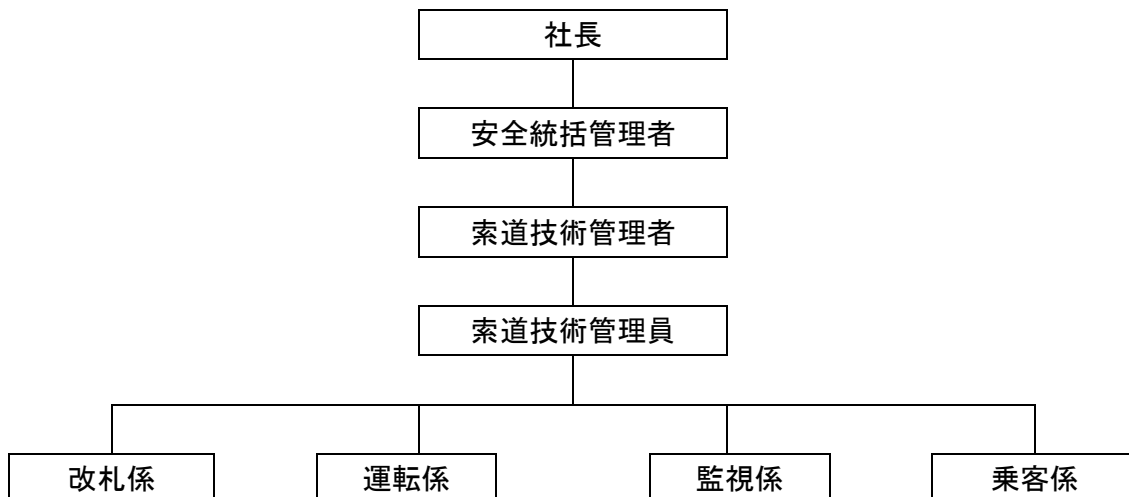 社長
安全統括管理者
索道技術管理者
索道技術管理員
改札係
運転係
監視係
乗客係